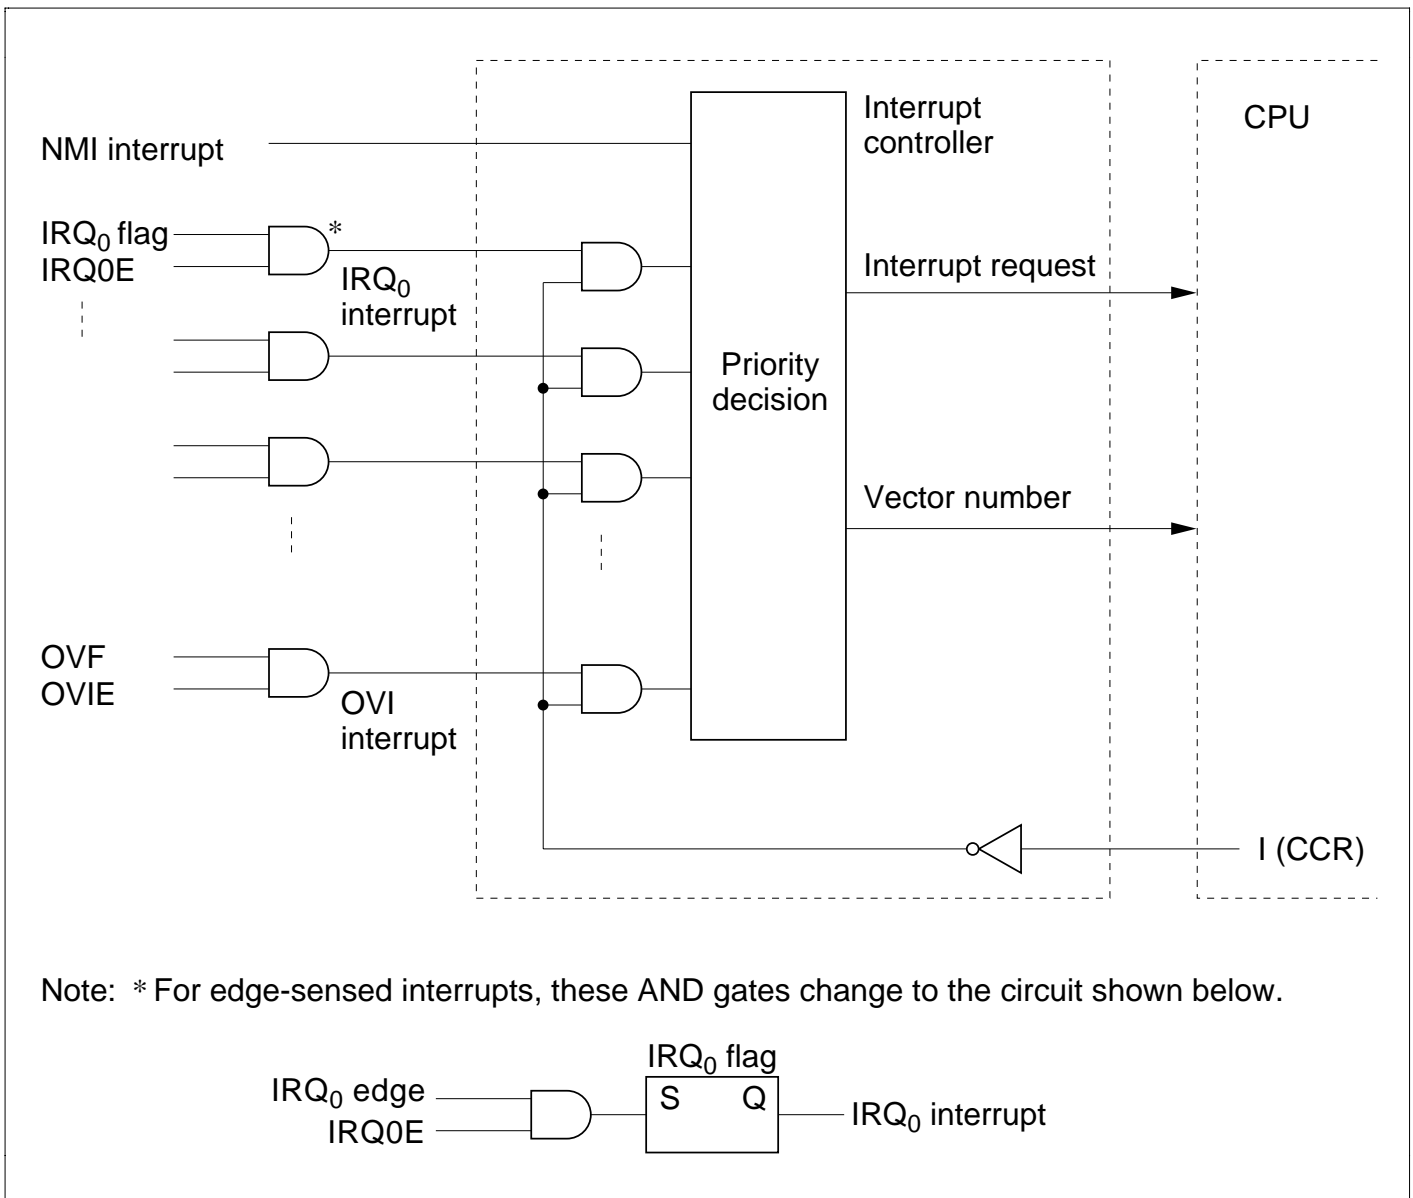 NMI interrupt
Interrupt
controller
CPU
IRQ₀ flag
IRQ0E
*
IRQ₀
interrupt
Interrupt request
Priority
decision
Vector number
OVF
OVIE
OVI
interrupt
I (CCR)
Note: * For edge-sensed interrupts, these AND gates change to the circuit shown below.
IRQ₀ flag
IRQ₀ edge
IRQ0E
S Q
IRQ₀ interrupt